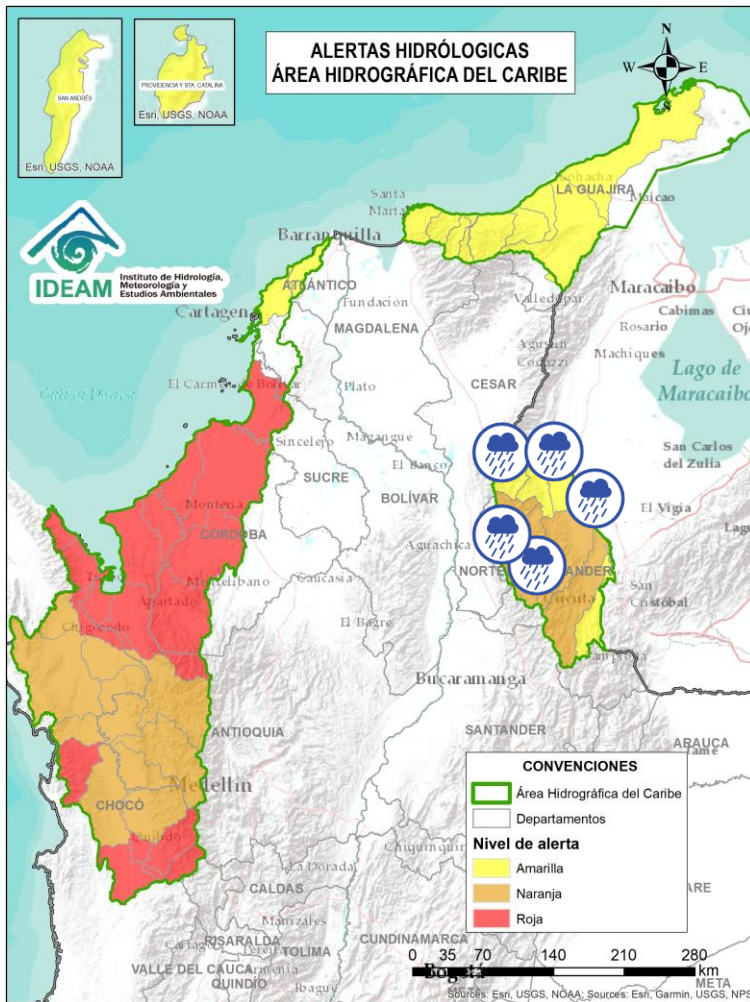 ALERTAS HIDRÓLOGICAS
ÁREA HIDROGRÁFICA DEL CARIBE
N
W
E
S
SAN ANDRÉS
Esri, USGS, NOAA
PROVIDENCIA Y STA. CATALINA
Esri, USGS, NOAA
IDEAM
Instituto de Hidrología,
Meteorología y
Estudios Ambientales
LA GUAJIRA
Maicao
Santa
Marta
Barranquilla
ATLÁNTICO
Cartagena
Fundación
MAGDALENA
Valledupar
Maracaibo
Cabimas
Rosario
Machiques
Agustín
Codazzi
Lago de
Maracaibo
El Carmen de Bolívar
Plato
CESAR
Sincelejo
Magangue
SUCRE
El Banco
BOLÍVAR
San Carlos
del Zulia
El Vigía
Montería
CÓRDOBA
Aguachica
NORTE
ANDER
Cúcuta
San
Cristóbal
Montelíbano
Caucasia
Apartadó
Chigorodó
El Bagre
Bucaramanga
Pamplona
ANTIOQUIA
SANTANDER
ARAUCA
Medellín
CHOCÓ
Quibdó
La Dorada
Chiquinquir
CALDAS
Manizales
RISARALDA
TOLIMA
CUNDINAMARCA
VALLE DEL CAUCA
Armenia
QUINDÍO
Ibagué
Bogotá
META
CONVENCIONES
Área Hidrográfica del Caribe
Departamentos
Nivel de alerta
Amarilla
Naranja
Roja
0 35 70 140 210 280
km
Sources: Esri, USGS, NOAA; Sources: Esri, Garmin, USGS, NPS